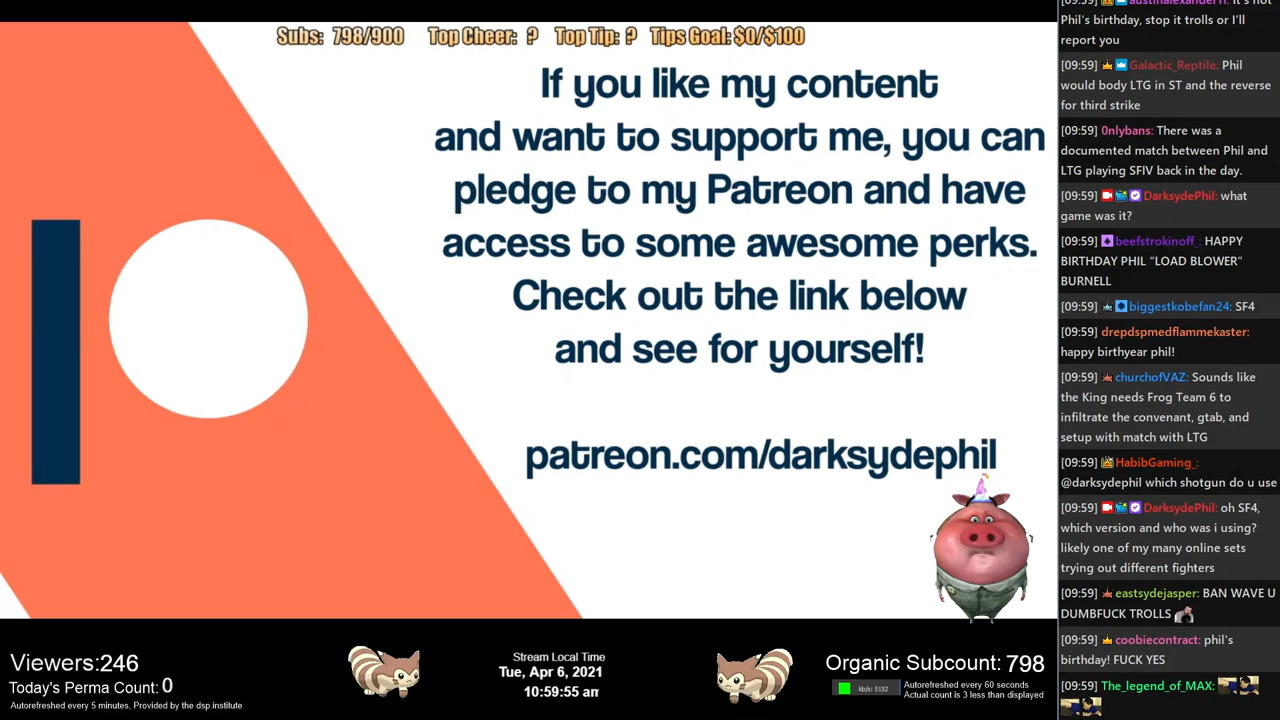 Subs: 798/900 Top Cheer: ? Top Tip: ? Tips Goal: $0/$100
If you like my content
and want to support me, you can
pledge to my Patreon and have
access to some awesome perks.
Check out the link below
and see for yourself!
patreon.com/darksydephil
Viewers:246
Today's Perma Count: 0
Autorefreshed every 5 minutes, Provided by the dsp.institute
Stream Local Time
Tue, Apr 6, 2021
10:59:55 am
Organic Subcount: 798
kb/s: 5152
Autorefreshed every 60 seconds
Actual count is 3 less than displayed
Phil's birthday, stop it trolls or I'll
report you
[09:59] Galactic_Reptile: Phil
would body LTG in ST and the reverse
for third strike
[09:59] 0nlybans: There was a
documented match between Phil and
LTG playing SFIV back in the day.
[09:59] DarksydePhil: what
game was it?
[09:59] beefstrokinoff_: HAPPY
BIRTHDAY PHIL “LOAD BLOWER”
BURNELL
[09:59] biggestkobefan24: SF4
[09:59] drepdspmedflammekaster:
happy birthyear phil!
[09:59] churchofVAZ: Sounds like
the King needs Frog Team 6 to
infiltrate the convenant, gtab, and
setup with match with LTG
[09:59] HabibGaming_:
@darksydephil which shotgun do u use
[09:59] DarksydePhil: oh SF4,
which version and who was i using?
likely one of my many online sets
trying out different fighters
[09:59] eastsydejasper: BAN WAVE U
DUMBFUCK TROLLS
[09:59] coobiecontract: phil's
birthday! FUCK YES
[09:59] The_legend_of_MAX: